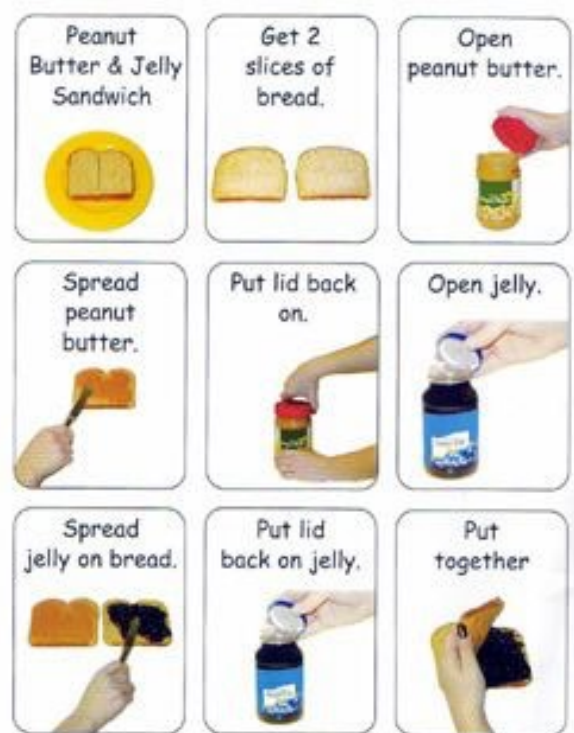 Peanut
Butter & Jelly
Sandwich
Get 2
slices of
bread.
Open
peanut butter.
Spread
peanut
butter.
Put lid back
on.
Open jelly.
Spread
jelly on bread.
Put lid
back on jelly.
Put
together